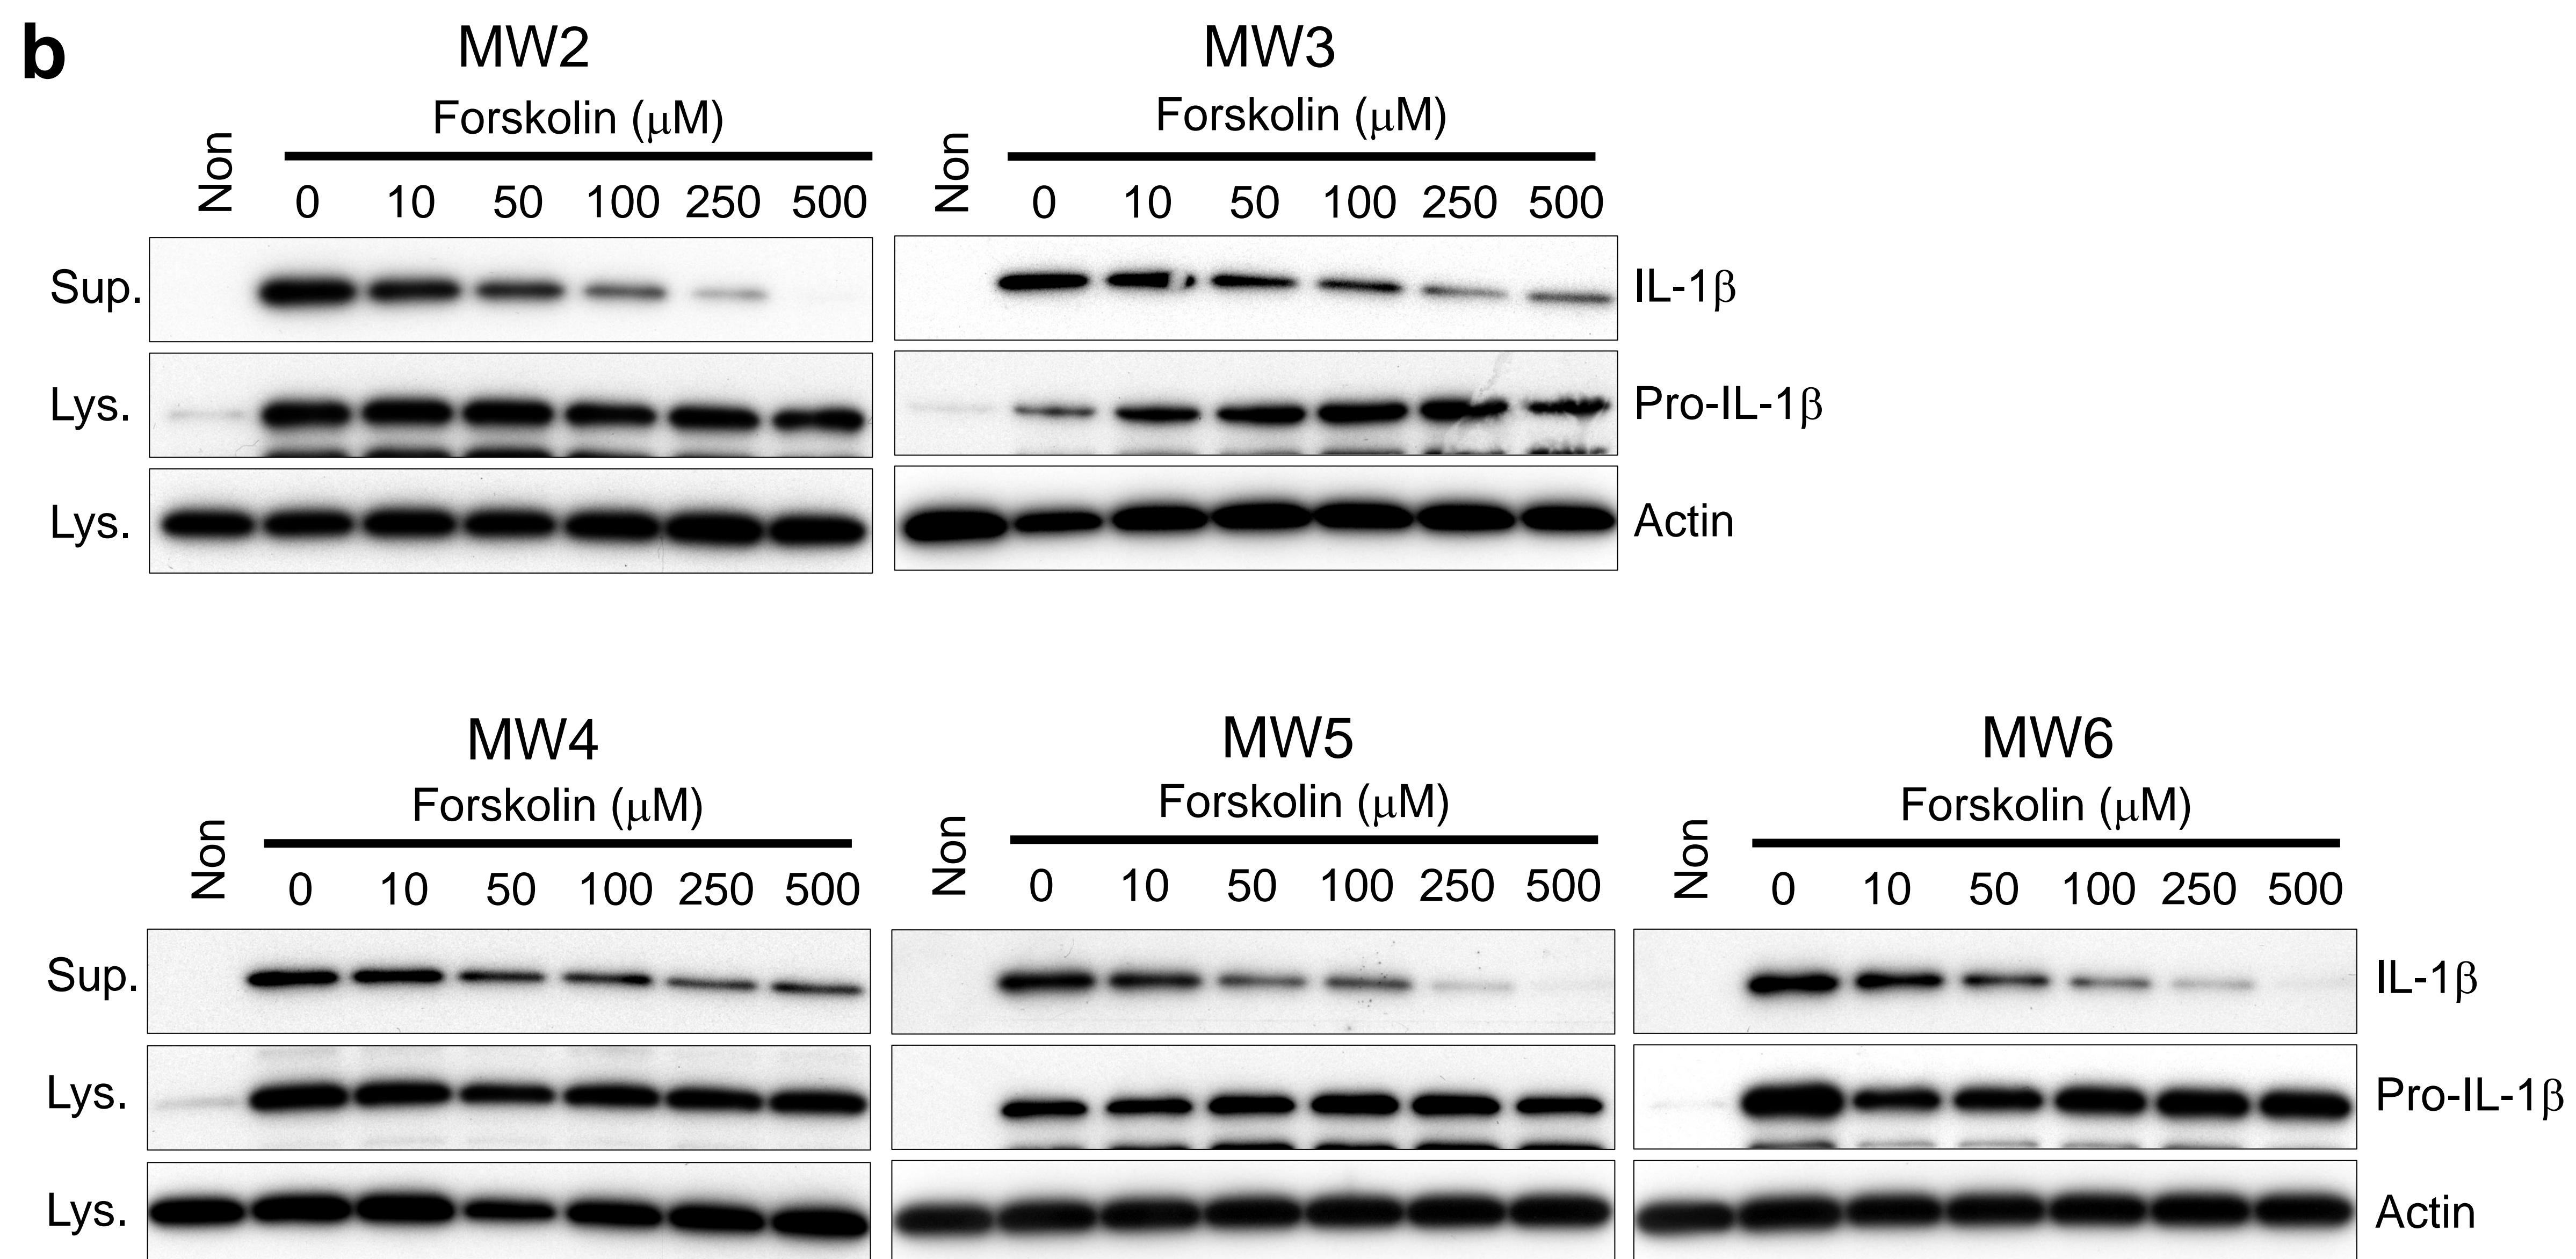 b
MW2
MW3
Forskolin (μM)
Forskolin (μM)
Non
0 10 50 100 250 500
Non
0 10 50 100 250 500
Sup.
IL-1β
Lys.
Pro-IL-1β
Lys.
Actin
MW4
MW5
MW6
Forskolin (μM)
Forskolin (μM)
Forskolin (μM)
Non
0 10 50 100 250 500
Non
0 10 50 100 250 500
Non
0 10 50 100 250 500
Sup.
IL-1β
Lys.
Pro-IL-1β
Lys.
Actin